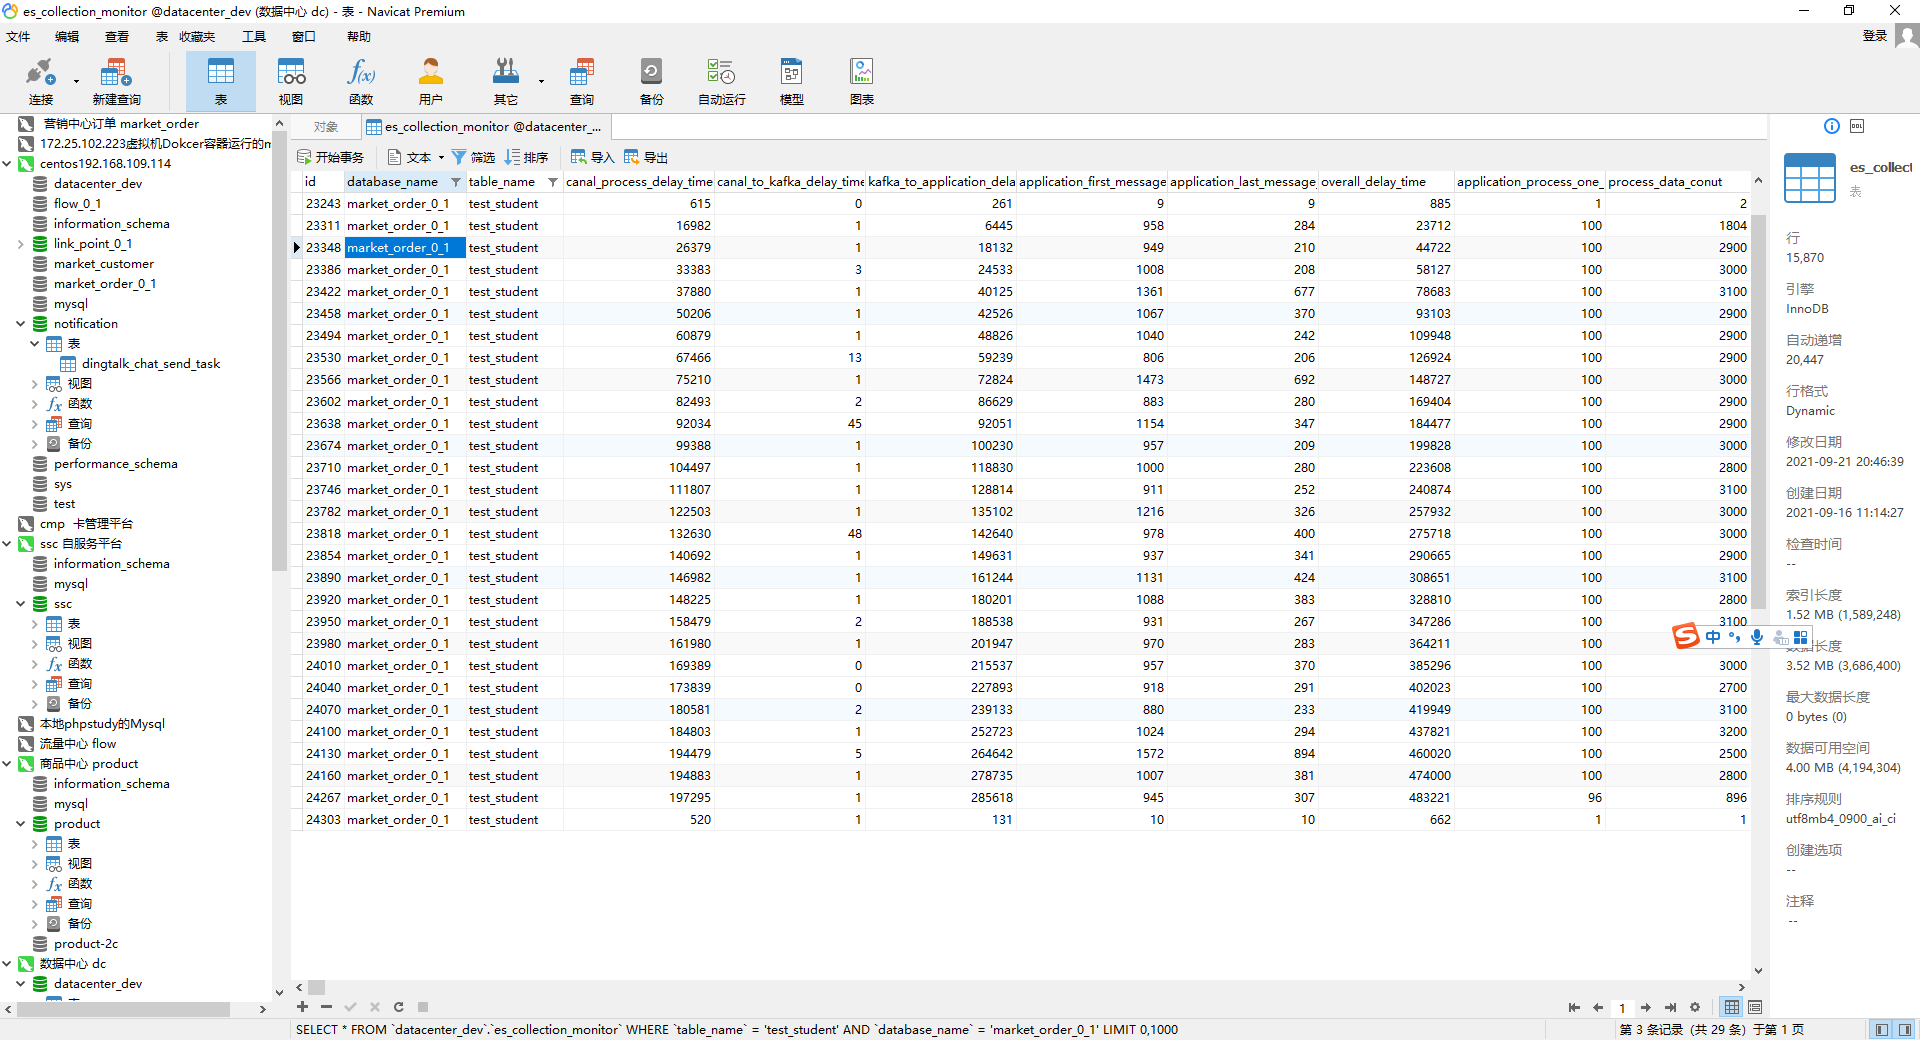 es_collection_monitor @datacenter_dev (数据中心 dc) - 表 - Navicat Premium
文件 编辑 查看 表 收藏夹 工具 窗口 帮助 登录
连接 新建查询 表 视图 函数 用户 其它 查询 备份 自动运行 模型 图表
营销中心订单 market_order
172.25.102.223虚拟机Dokcer容器运行的m
centos192.168.109.114
datacenter_dev
flow_0_1
information_schema
link_point_0_1
market_customer
market_order_0_1
mysql
notification
表
dingtalk_chat_send_task
视图
函数
查询
备份
performance_schema
sys
test
cmp 卡管理平台
ssc 自服务平台
information_schema
mysql
ssc
表
视图
函数
查询
备份
本地phpstudy的Mysql
流量中心 flow
商品中心 product
information_schema
mysql
product
表
视图
函数
查询
备份
product-2c
数据中心 dc
datacenter_dev
对象 es_collection_monitor @datacenter_...
开始事务 文本 筛选 排序 导入 导出
id database_name table_name canal_process_delay_time canal_to_kafka_delay_time kafka_to_application_dela application_first_message application_last_message overall_delay_time application_process_one_ process_data_conut
23243 market_order_0_1 test_student 615 0 261 9 9 885 1 2
23311 market_order_0_1 test_student 16982 1 6445 958 284 23712 100 1804
23348 market_order_0_1 test_student 26379 1 18132 949 210 44722 100 2900
23386 market_order_0_1 test_student 33383 3 24533 1008 208 58127 100 3000
23422 market_order_0_1 test_student 37880 1 40125 1361 677 78683 100 3100
23458 market_order_0_1 test_student 50206 1 42526 1067 370 93103 100 2900
23494 market_order_0_1 test_student 60879 1 48826 1040 242 109948 100 2900
23530 market_order_0_1 test_student 67466 13 59239 806 206 126924 100 2900
23566 market_order_0_1 test_student 75210 1 72824 1473 692 148727 100 3000
23602 market_order_0_1 test_student 82493 2 86629 883 280 169404 100 2900
23638 market_order_0_1 test_student 92034 45 92051 1154 347 184477 100 2900
23674 market_order_0_1 test_student 99388 1 100230 957 209 199828 100 3000
23710 market_order_0_1 test_student 104497 1 118830 1000 280 223608 100 2800
23746 market_order_0_1 test_student 111807 1 128814 911 252 240874 100 3100
23782 market_order_0_1 test_student 122503 1 135102 1216 326 257932 100 3000
23818 market_order_0_1 test_student 132630 48 142640 978 400 275718 100 3000
23854 market_order_0_1 test_student 140692 1 149631 937 341 290665 100 2900
23890 market_order_0_1 test_student 146982 1 161244 1131 424 308651 100 3100
23920 market_order_0_1 test_student 148225 1 180201 1088 383 328810 100 2800
23950 market_order_0_1 test_student 158479 2 188538 931 267 347286 100 3100
23980 market_order_0_1 test_student 161980 1 201947 970 283 364211 100
24010 market_order_0_1 test_student 169389 0 215537 957 370 385296 100 3000
24040 market_order_0_1 test_student 173839 0 227893 918 291 402023 100 2700
24070 market_order_0_1 test_student 180581 2 239133 880 233 419949 100 3100
24100 market_order_0_1 test_student 184803 1 252723 1024 294 437821 100 3200
24130 market_order_0_1 test_student 194479 5 264642 1572 894 460020 100 2500
24160 market_order_0_1 test_student 194883 1 278735 1007 381 474000 100 2800
24267 market_order_0_1 test_student 197295 1 285618 945 307 483221 96 896
24303 market_order_0_1 test_student 520 1 131 10 10 662 1 1
1
SELECT * FROM `datacenter_dev`.`es_collection_monitor` WHERE `table_name` = 'test_student' AND `database_name` = 'market_order_0_1' LIMIT 0,1000
第 3 条记录 (共 29 条) 于第 1 页
DDL
es_collect
表
行
15,870
引擎
InnoDB
自动递增
20,447
行格式
Dynamic
修改日期
2021-09-21 20:46:39
创建日期
2021-09-16 11:14:27
检查时间
--
索引长度
1.52 MB (1,589,248)
S 中
数据长度
3.52 MB (3,686,400)
最大数据长度
0 bytes (0)
数据可用空间
4.00 MB (4,194,304)
排序规则
utf8mb4_0900_ai_ci
创建选项
--
注释
--